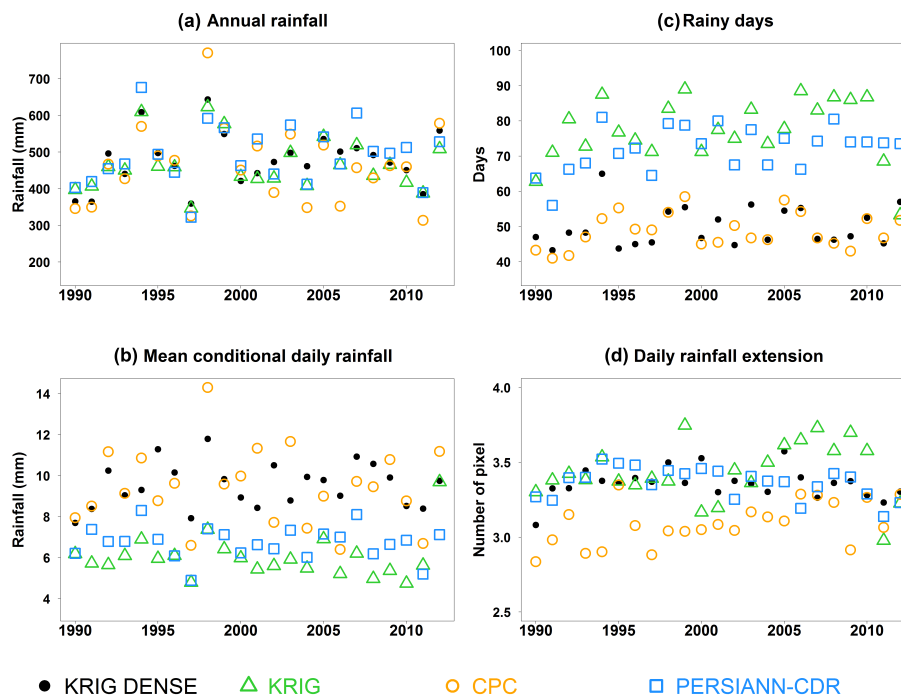 (a) Annual rainfall
Rainfall (mm)
700
600
500
400
300
200
1990 1995 2000 2005 2010
(c) Rainy days
Days
100
90
80
70
60
50
40
1990 1995 2000 2005 2010
(b) Mean conditional daily rainfall
Rainfall (mm)
14
12
10
8
6
4
1990 1995 2000 2005 2010
(d) Daily rainfall extension
Number of pixel
4.0
3.5
3.0
2.5
1990 1995 2000 2005 2010
KRIG DENSE KRIG CPC PERSIANN-CDR